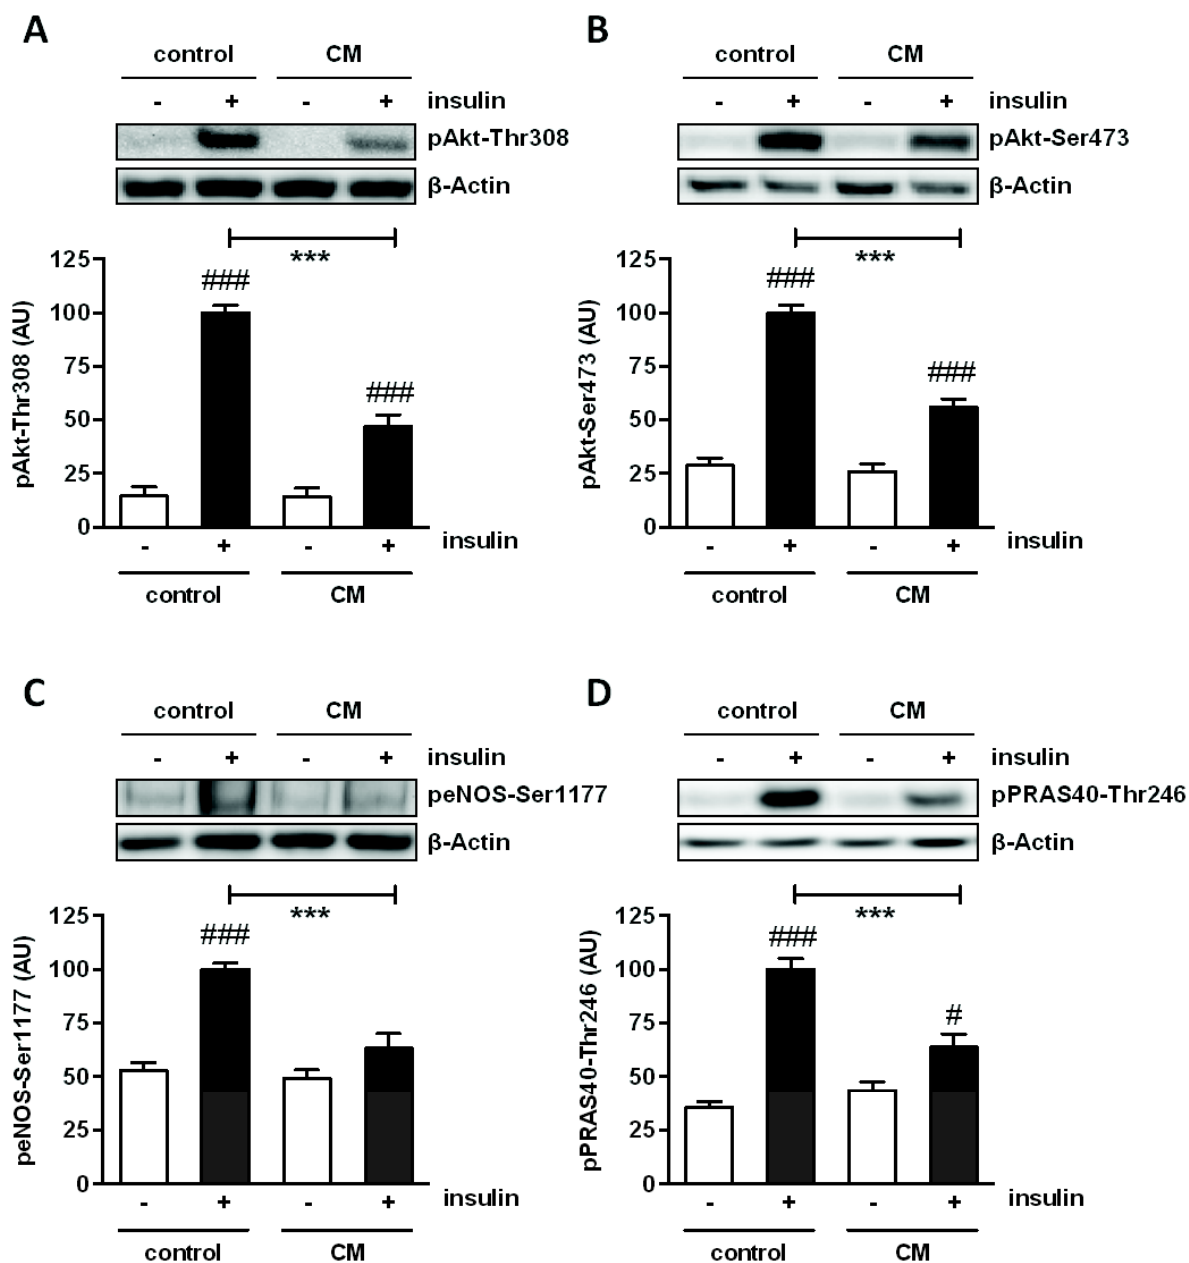 A
control CM
- + - + insulin
pAkt-Thr308
β-Actin
***
### ###
pAkt-Thr308 (AU)
125
100
75
50
25
0
- + - + insulin
control CM
B
control CM
- + - + insulin
pAkt-Ser473
β-Actin
***
### ###
pAkt-Ser473 (AU)
125
100
75
50
25
0
- + - + insulin
control CM
C
control CM
- + - + insulin
peNOS-Ser1177
β-Actin
***
###
peNOS-Ser1177 (AU)
125
100
75
50
25
0
- + - + insulin
control CM
D
control CM
- + - + insulin
pPRAS40-Thr246
β-Actin
***
### #
pPRAS40-Thr246 (AU)
125
100
75
50
25
0
- + - + insulin
control CM